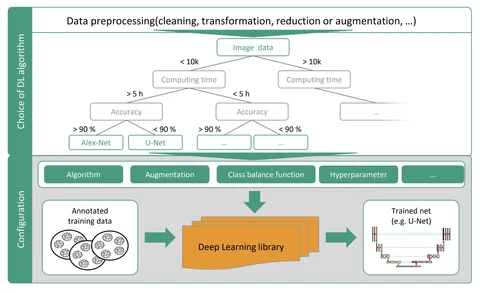 Data preprocessing(cleaning, transformation, reduction or augmentation, …)
Choice of DL algorithm
Image data
< 10k
> 10k
Computing time
Computing time
> 5 h
< 5 h
Accuracy
Accuracy
...
> 90 %
< 90 %
> 90 %
< 90 %
Alex-Net
U-Net
...
...
Configuration
Algorithm
Augmentation
Class balance function
Hyperparameter
...
Annotated
training data
Deep Learning library
Trained net
(e.g. U-Net)